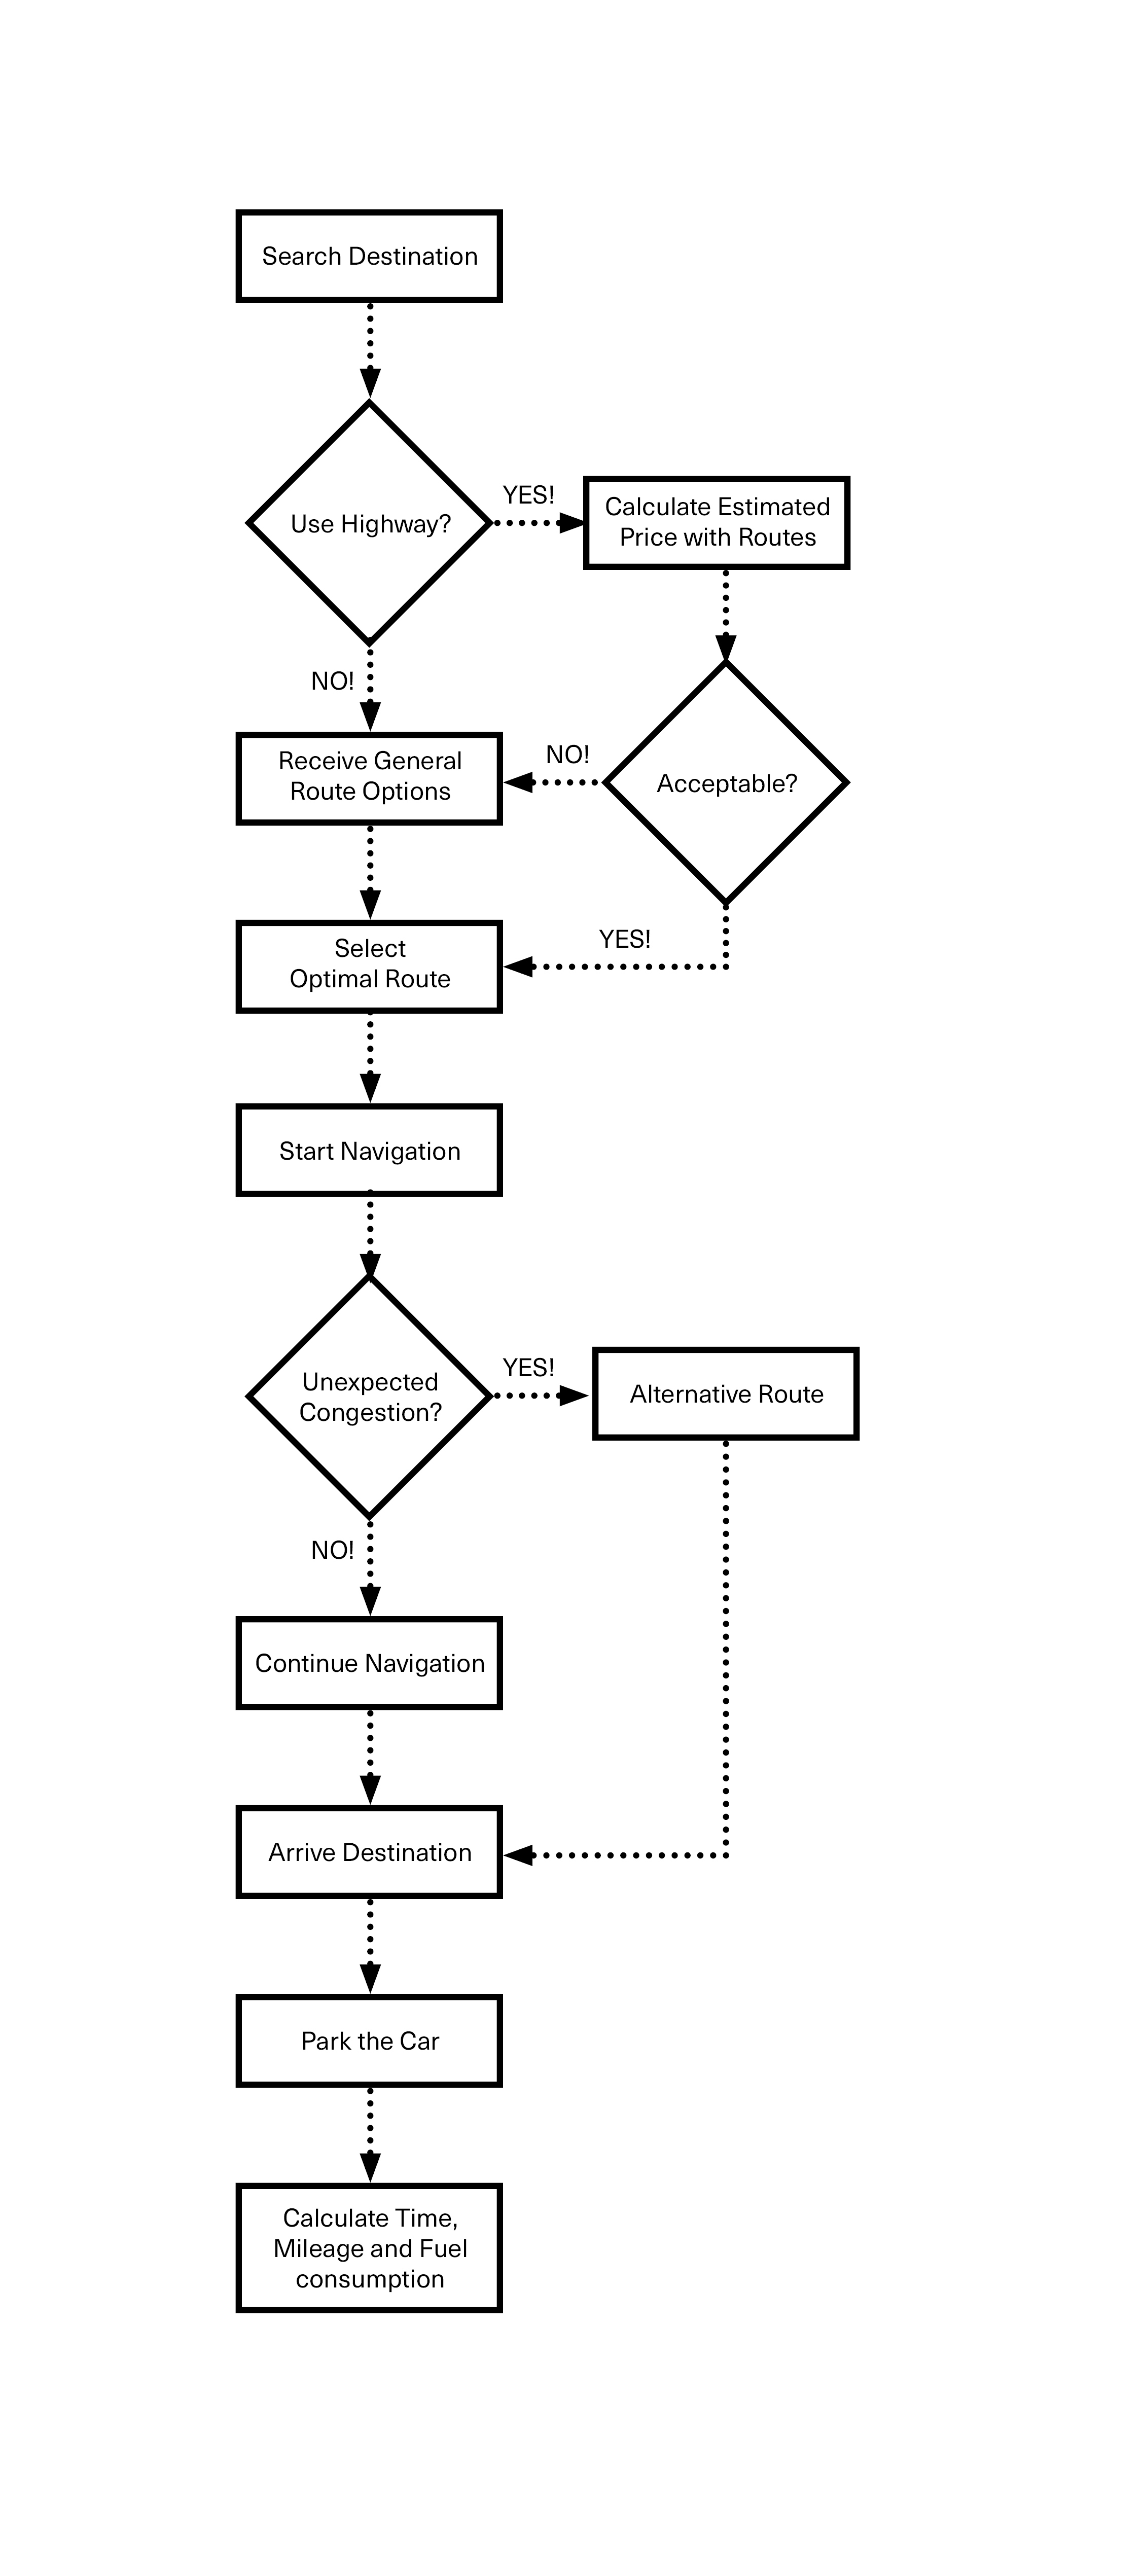 Search Destination
Use Highway?
YES!
Calculate Estimated
Price with Routes
NO!
Receive General
Route Options
NO!
Acceptable?
Select
Optimal Route
YES!
Start Navigation
Unexpected
Congestion?
YES!
Alternative Route
NO!
Continue Navigation
Arrive Destination
Park the Car
Calculate Time,
Mileage and Fuel
consumption